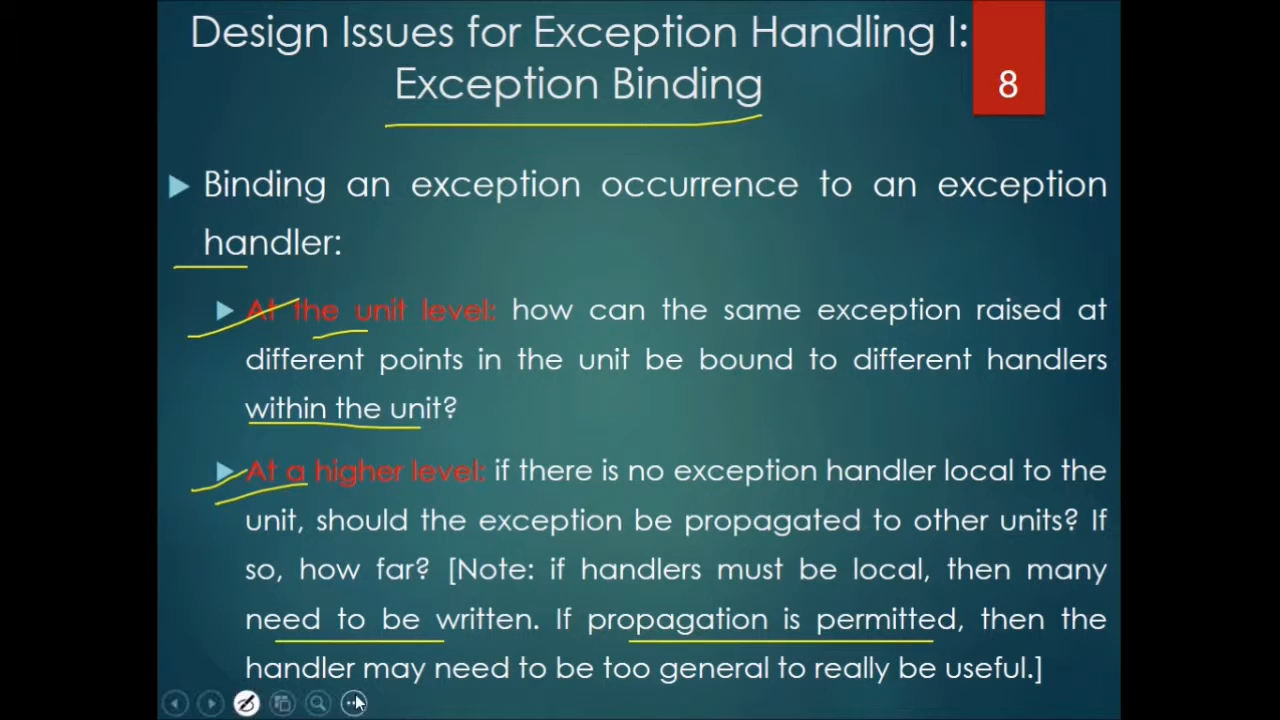 Design Issues for Exception Handling I:
Exception Binding
8
Binding an exception occurrence to an exception
handler:
At the unit level: how can the same exception raised at
different points in the unit be bound to different handlers
within the unit?
At a higher level: if there is no exception handler local to the
unit, should the exception be propagated to other units? If
so, how far? [Note: if handlers must be local, then many
need to be written. If propagation is permitted, then the
handler may need to be too general to really be useful.]